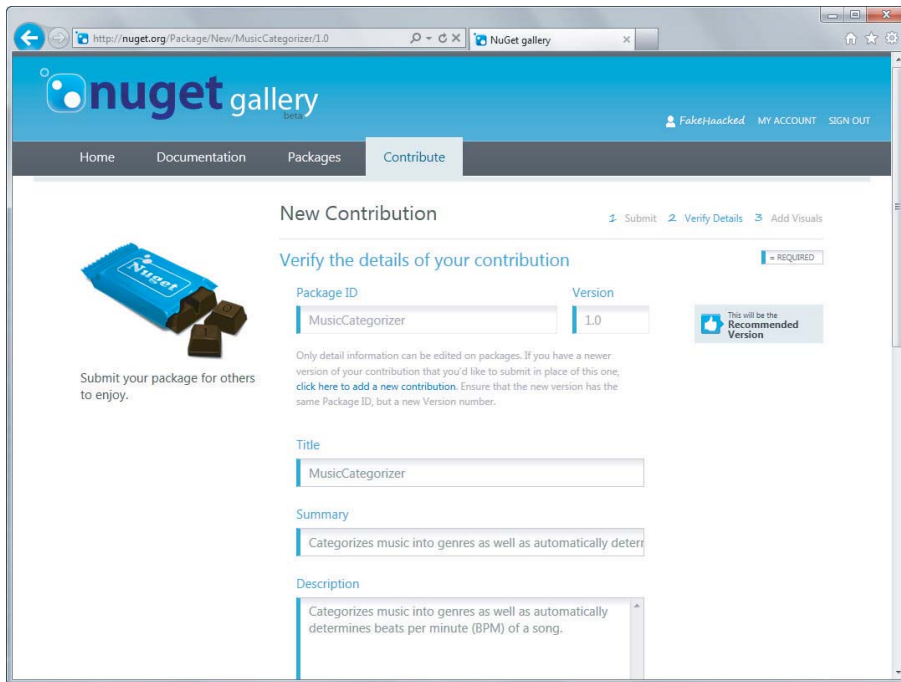 http://nuget.org/Package/New/MusicCategorizer/1.0
NuGet gallery
nuget gallery
beta
FakeHaacked MY ACCOUNT SIGN OUT
Home Documentation Packages Contribute
New Contribution
1 Submit 2 Verify Details 3 Add Visuals
Verify the details of your contribution
= REQUIRED
Package ID Version
MusicCategorizer 1.0
This will be the
Recommended
Version
Only detail information can be edited on packages. If you have a newer
version of your contribution that you'd like to submit in place of this one,
click here to add a new contribution. Ensure that the new version has the
same Package ID, but a new Version number.
Nuget
Submit your package for others
to enjoy.
Title
MusicCategorizer
Summary
Categorizes music into genres as well as automatically deterr
Description
Categorizes music into genres as well as automatically
determines beats per minute (BPM) of a song.